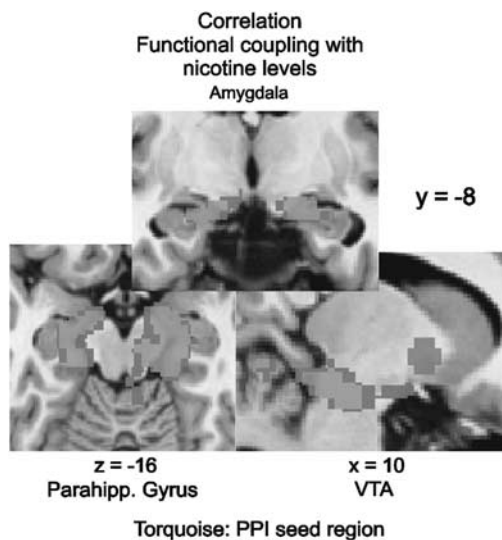 Correlation
Functional coupling with
nicotine levels
Amygdala
y = -8
z = -16
x = 10
Parahipp. Gyrus
VTA
Torquoise: PPI seed region